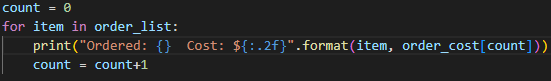 count = 0
for item in order_list:
    print("Ordered: {}  Cost: ${:.2f}".format(item, order_cost[count]))
    count = count+1